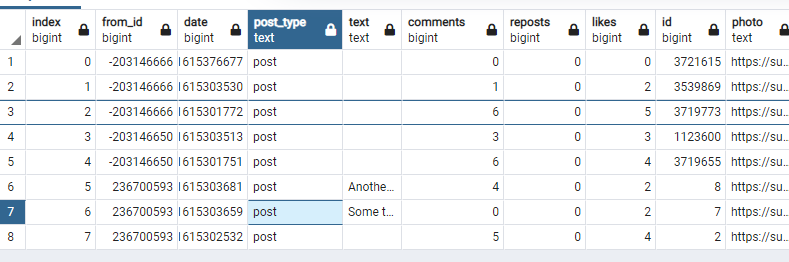 index from_id date post_type text comments reposts likes id photo
bigint bigint bigint text text bigint bigint bigint bigint text
1 0 -203146666 1615376677 post 0 0 0 3721615 https://su...
2 1 -203146666 1615303530 post 1 0 2 3539869 https://su...
3 2 -203146666 1615301772 post 6 0 5 3719773 https://su...
4 3 -203146650 1615303513 post 3 0 3 1123600 https://su...
5 4 -203146650 1615301751 post 6 0 4 3719655 https://su...
6 5 236700593 1615303681 post Anothe... 4 0 2 8 https://su...
7 6 236700593 1615303659 post Some t... 0 0 2 7 https://su...
8 7 236700593 1615302532 post 5 0 4 2 https://su...